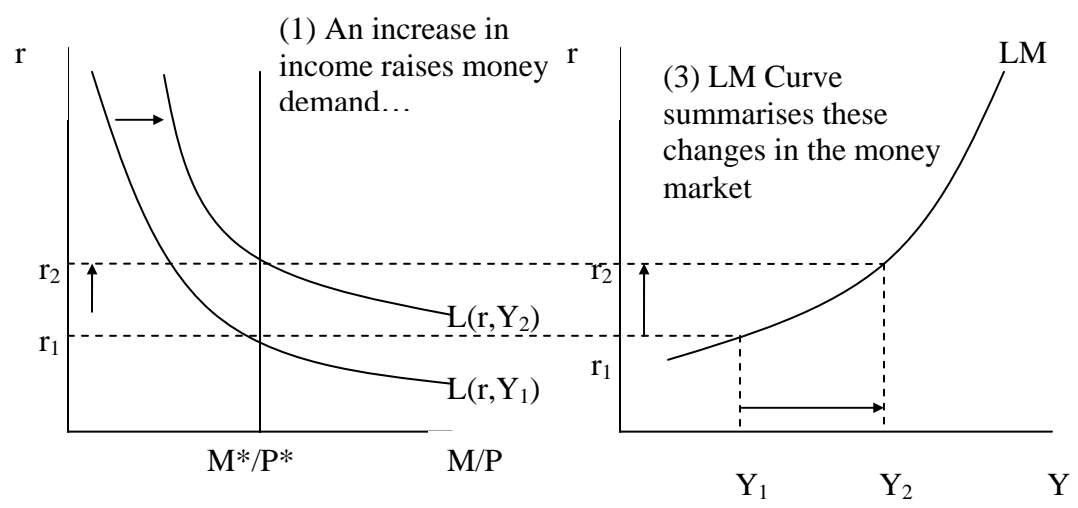 r
(1) An increase in
income raises money
demand…
r
(3) LM Curve
summarises these
changes in the money
market
LM
r₂
r₁
L(r,Y₂)
L(r,Y₁)
M*/P*
M/P
r₂
r₁
Y₁
Y₂
Y